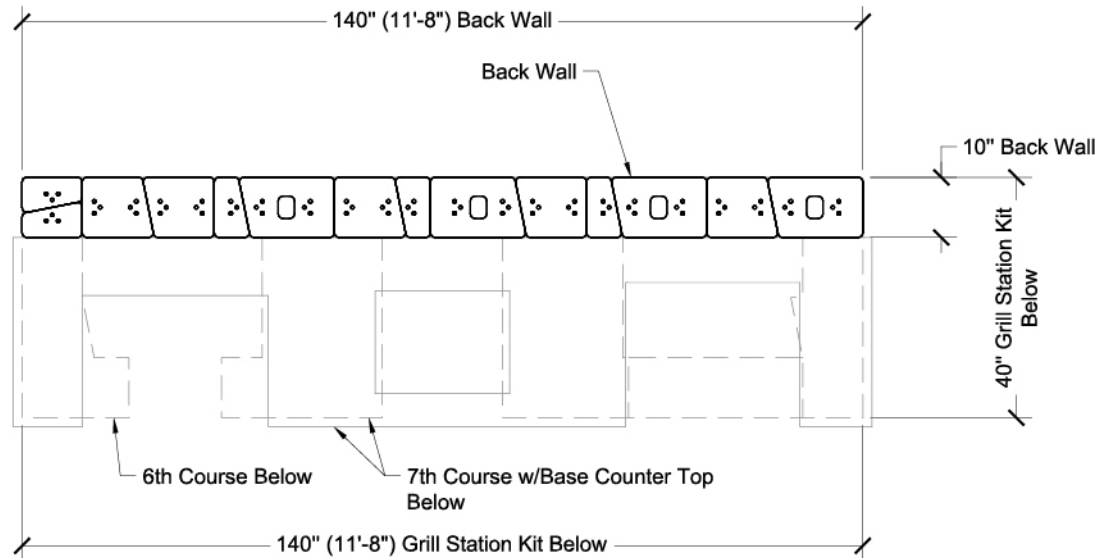 140" (11'-8") Back Wall
Back Wall
10" Back Wall
40" Grill Station Kit
Below
6th Course Below
7th Course w/Base Counter Top
Below
140" (11'-8") Grill Station Kit Below